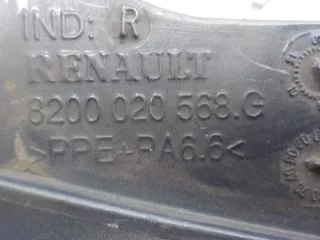 IND: R
RENAULT
8200 020 568.G
>PPE+PA6.6<